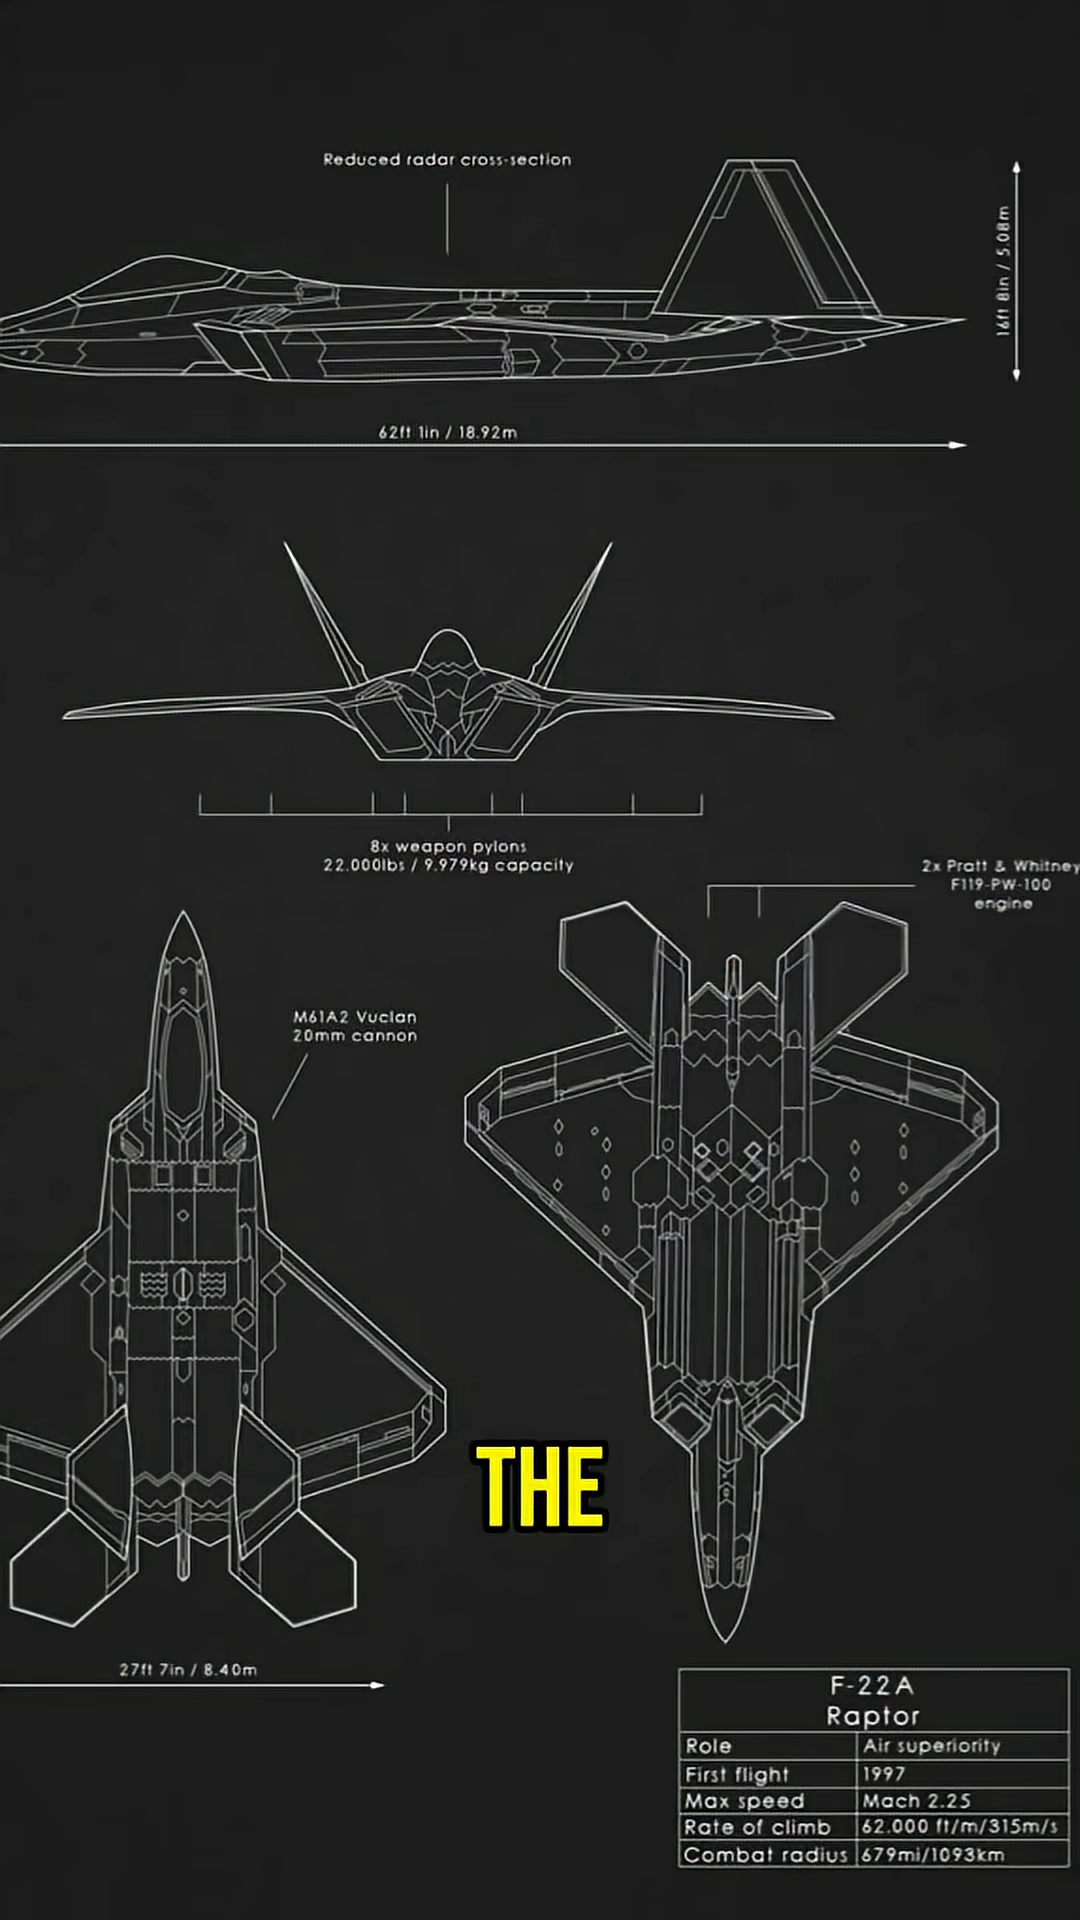 Reduced radar cross-section
16ft 8in / 5.08m
62ft 1in / 18.92m
8x weapon pylons
22.000lbs / 9.979kg capacity
2x Pratt & Whitney
F119-PW-100
engine
M61A2 Vuclan
20mm cannon
THE
27ft 7in / 8.40m
F-22A
Raptor
Role Air superiority
First flight 1997
Max speed Mach 2.25
Rate of climb 62.000 ft/m/315m/s
Combat radius 679mi/1093km